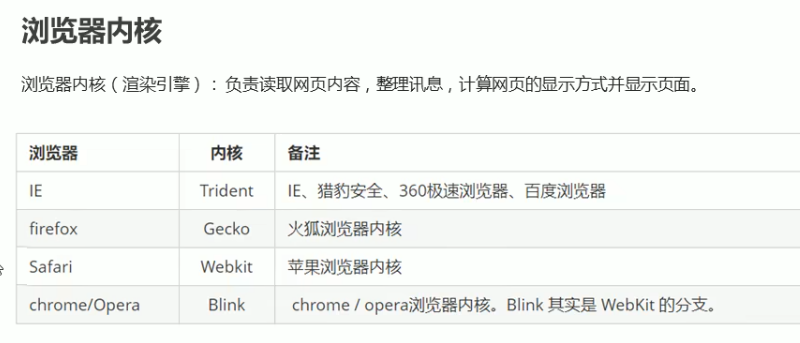 浏览器内核
浏览器内核（渲染引擎）：负责读取网页内容，整理讯息，计算网页的显示方式并显示页面。
浏览器 内核 备注
IE Trident IE、猎豹安全、360极速浏览器、百度浏览器
firefox Gecko 火狐浏览器内核
Safari Webkit 苹果浏览器内核
chrome/Opera Blink chrome / opera浏览器内核。Blink 其实是 WebKit 的分支。